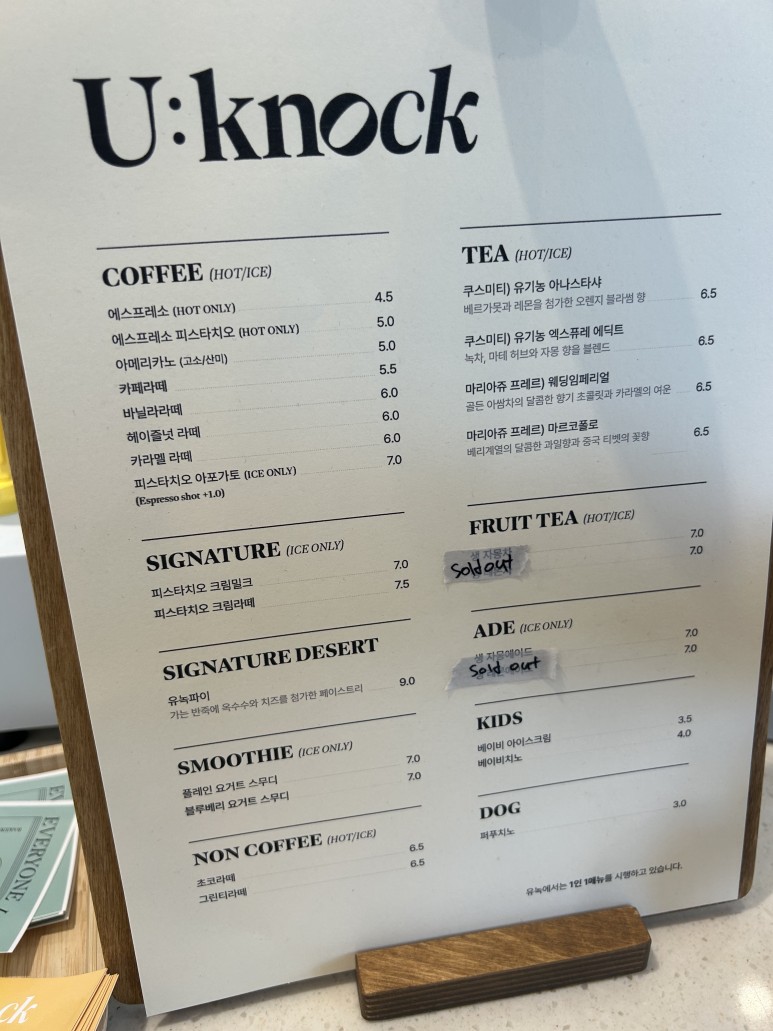 U:knock
COFFEE (HOT/ICE)
에스프레소 (HOT ONLY) 4.5
에스프레소 피스타치오 (HOT ONLY) 5.0
아메리카노 (고소/산미) 5.0
카페라떼 5.5
바닐라라떼 6.0
헤이즐넛 라떼 6.0
카라멜 라떼 6.0
피스타치오 아포가토 (ICE ONLY) 7.0
(Espresso shot +1.0)
SIGNATURE (ICE ONLY)
피스타치오 크림밀크 7.0
피스타치오 크림라떼 7.5
SIGNATURE DESERT
유녹파이 9.0
가는 반죽에 옥수수와 치즈를 첨가한 페이스트리
SMOOTHIE (ICE ONLY)
플레인 요거트 스무디 7.0
블루베리 요거트 스무디 7.0
NON COFFEE (HOT/ICE)
초코라떼 6.5
그린티라떼 6.5
TEA (HOT/ICE)
쿠스미티) 유기농 아나스타샤
베르가못과 레몬을 첨가한 오렌지 블라썸 향 6.5
쿠스미티) 유기농 엑스퓨레 에딕트
녹차, 마테 허브와 자몽 향을 블렌드 6.5
마리아쥬 프레르) 웨딩임페리얼
골든 아쌈차의 달콤한 향기 초콜릿과 카라멜의 여운 6.5
마리아쥬 프레르) 마르코폴로
베리계열의 달콤한 과일향과 중국 티벳의 꽃향 6.5
FRUIT TEA (HOT/ICE)
생 자몽차 7.0
Sold out 7.0
ADE (ICE ONLY)
생 자몽에이드 7.0
Sold out 7.0
KIDS
베이비 아이스크림 3.5
베이비치노 4.0
DOG
퍼푸치노 3.0
유녹에서는 1인 1메뉴를 시행하고 있습니다.
EVERYONE
ck